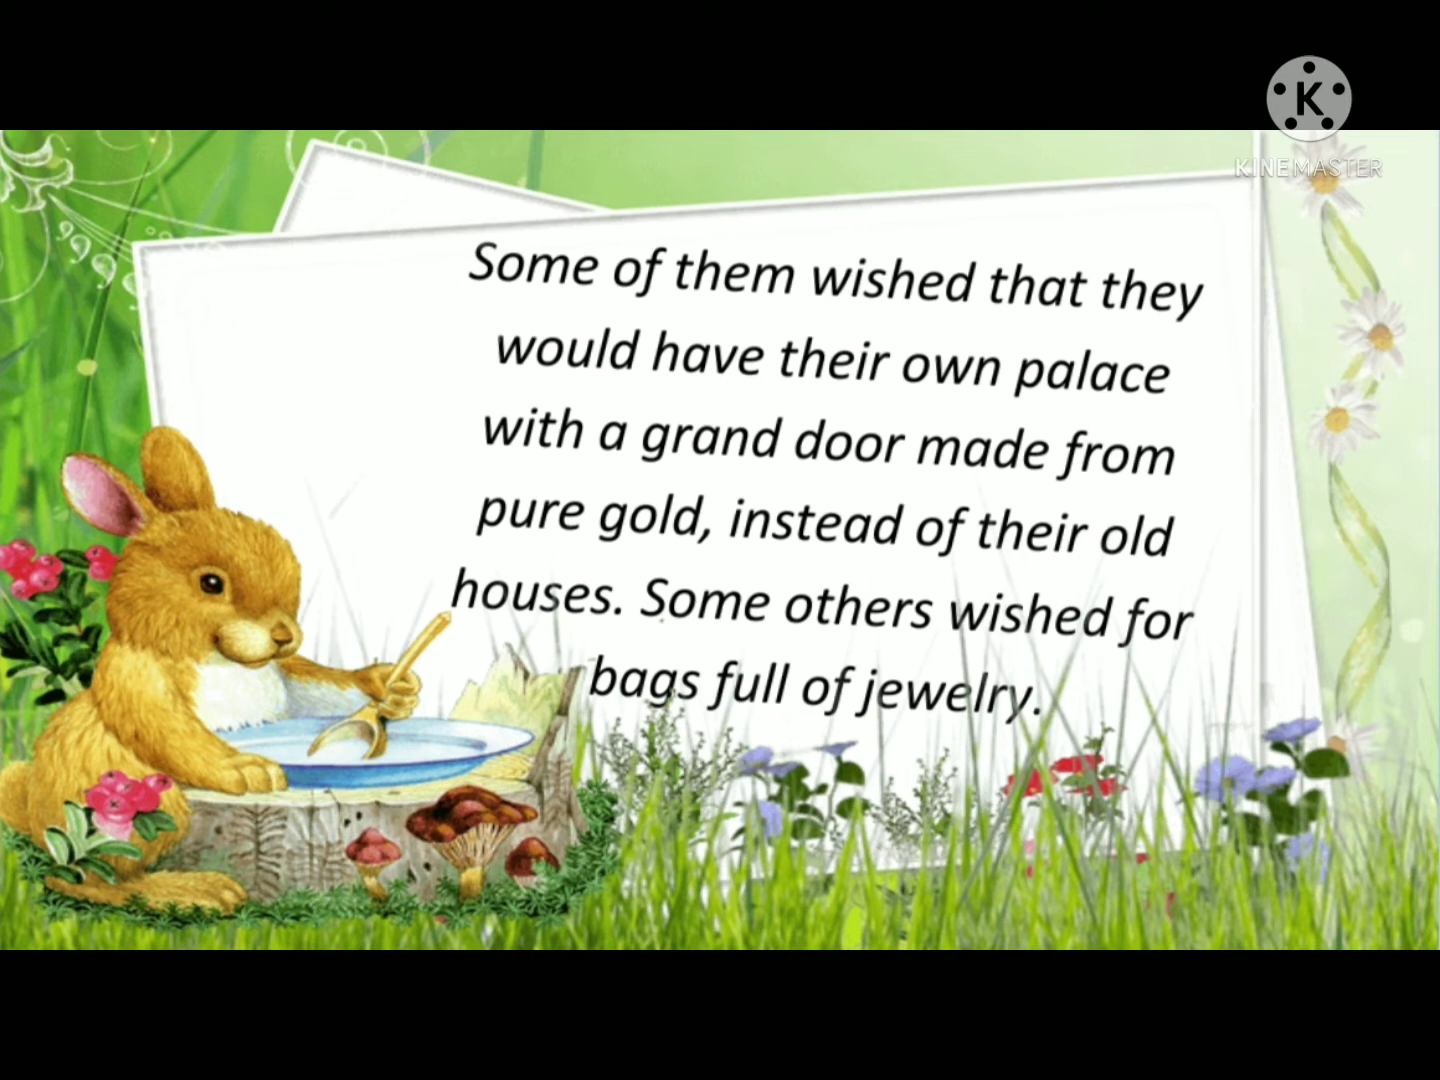 K
KINEMASTER
Some of them wished that they
would have their own palace
with a grand door made from
pure gold, instead of their old
houses. Some others wished for
bags full of jewelry.